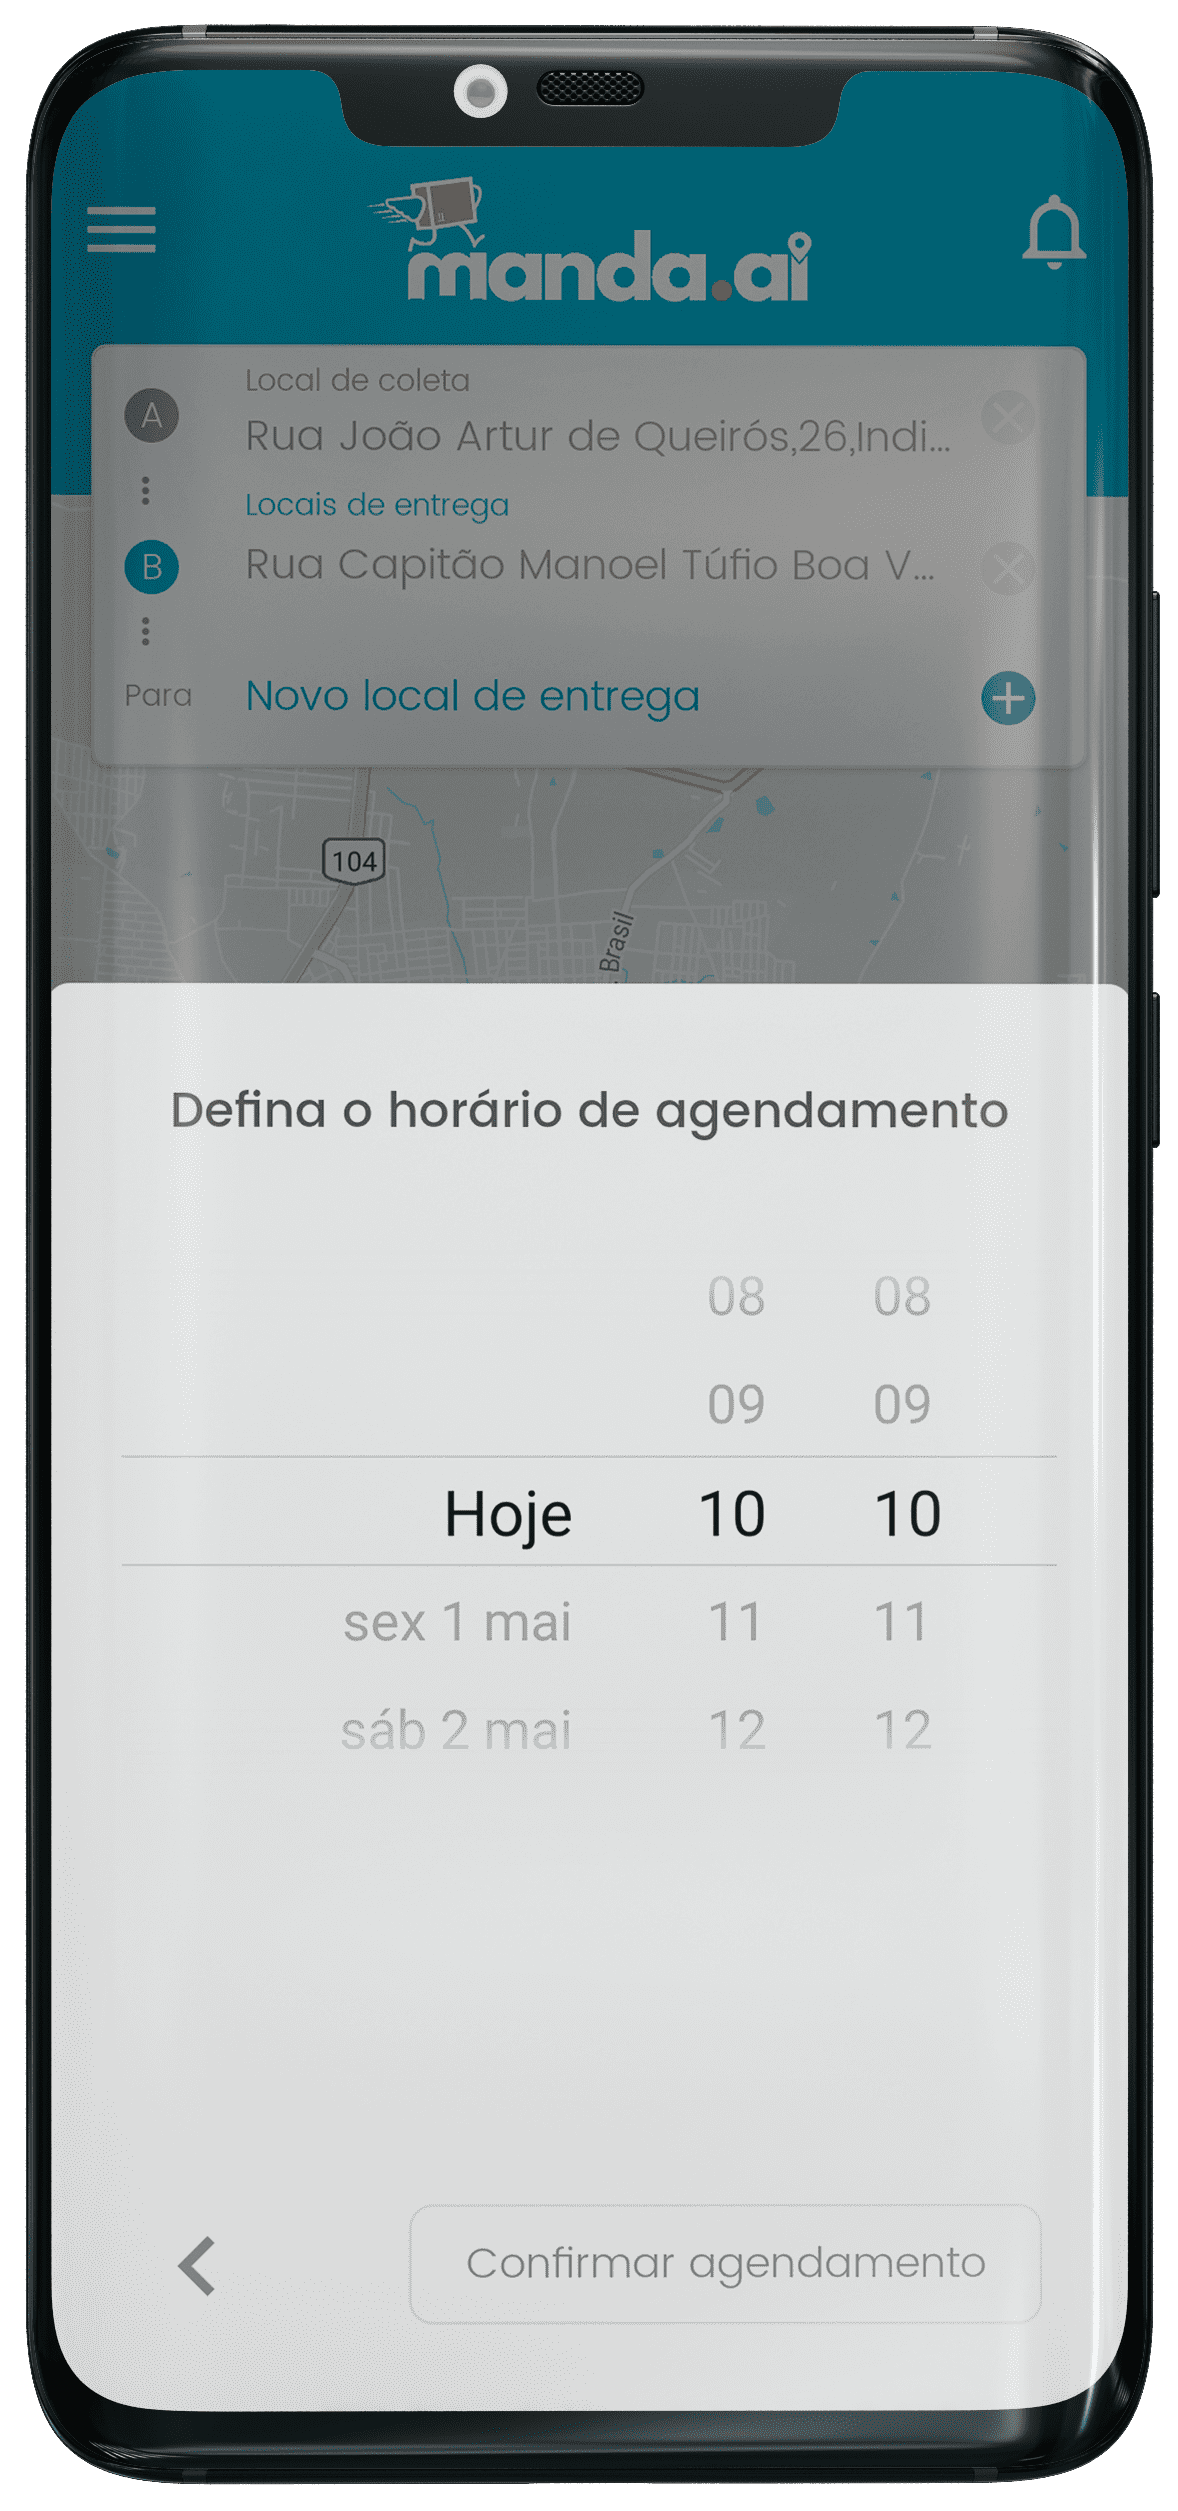 manda.ai
Local de coleta
A
Rua João Artur de Queirós,26,Indi...
Locais de entrega
B
Rua Capitão Manoel Túfio Boa V...
Para
Novo local de entrega
104
Brasil
Defina o horário de agendamento
08 08
09 09
Hoje 10 10
sex 1 mai 11 11
sáb 2 mai 12 12
Confirmar agendamento